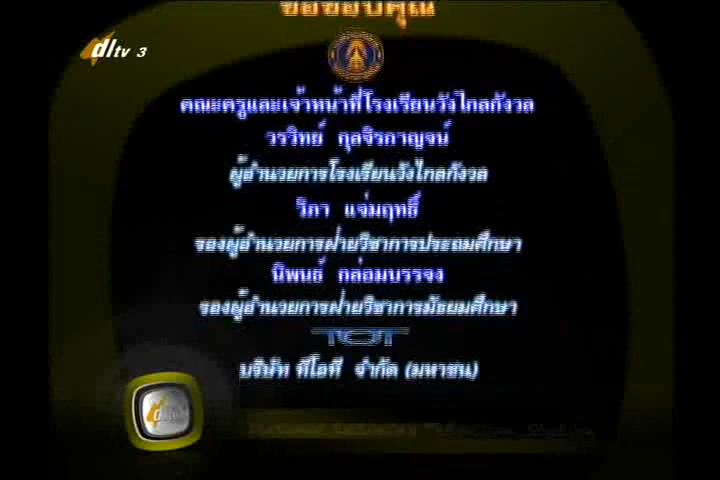 ขอขอบคุณ
dltv 3
คณะครูและเจ้าหน้าที่โรงเรียนวังไกลกังวล
วรวิทย์ กุลจิรกาญจน์
ผู้อำนวยการโรงเรียนวังไกลกังวล
วิภา แจ่มฤทธิ์
รองผู้อำนวยการฝ่ายวิชาการประถมศึกษา
นิพนธ์ กล่อมบรรจง
รองผู้อำนวยการฝ่ายวิชาการมัธยมศึกษา
TOT
บริษัท ทีโอที จำกัด (มหาชน)